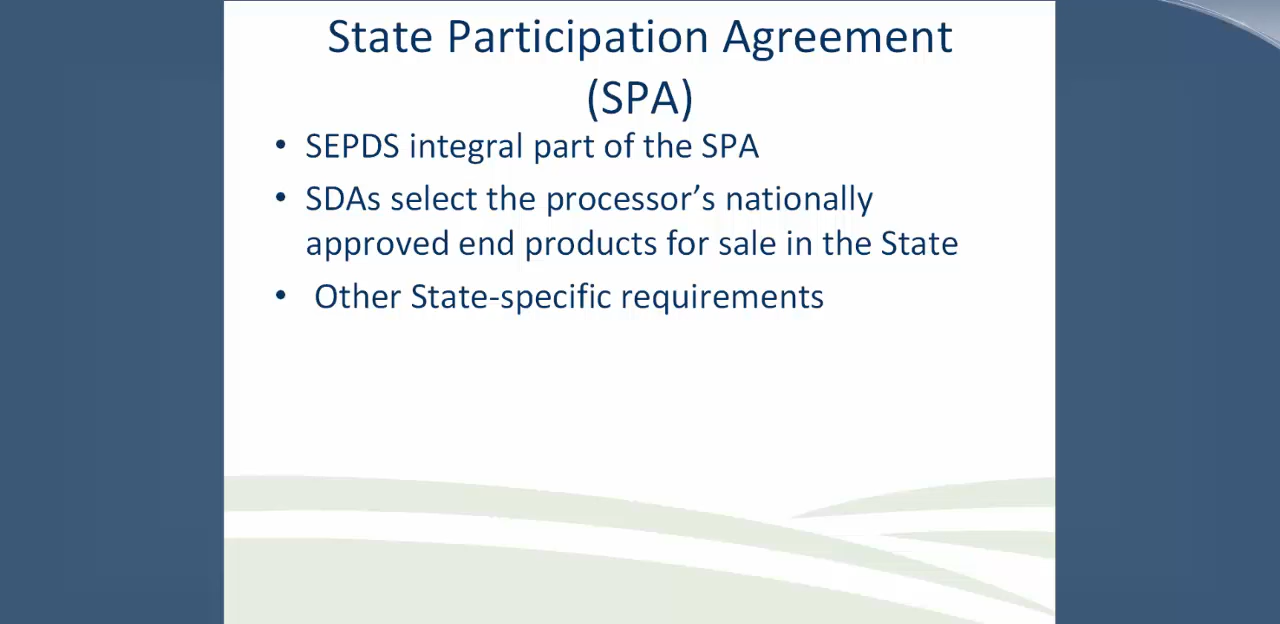 State Participation Agreement
(SPA)
• SEPDS integral part of the SPA
• SDAs select the processor’s nationally
approved end products for sale in the State
• Other State-specific requirements